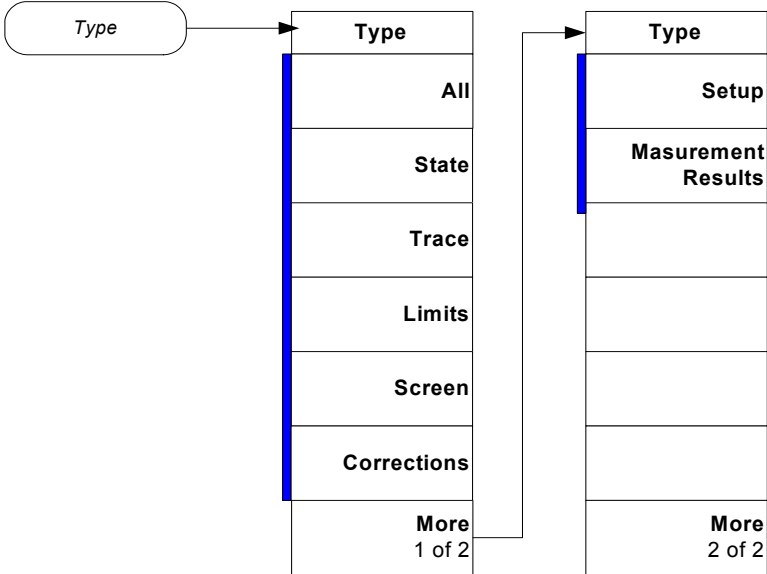 Type
Type
All
State
Trace
Limits
Screen
Corrections
More
1 of 2
Type
Setup
Masurement
Results
More
2 of 2